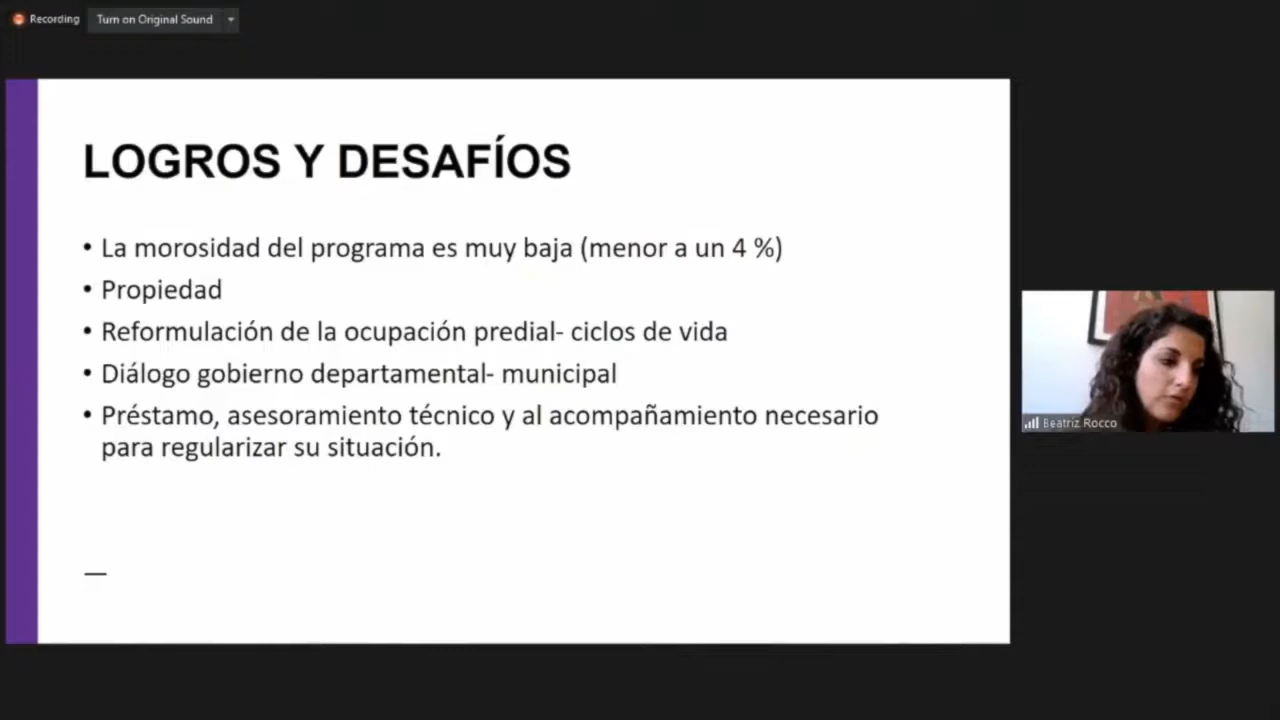 Recording
Turn on Original Sound
LOGROS Y DESAFÍOS
• La morosidad del programa es muy baja (menor a un 4 %)
• Propiedad
• Reformulación de la ocupación predial- ciclos de vida
• Diálogo gobierno departamental- municipal
• Préstamo, asesoramiento técnico y al acompañamiento necesario
para regularizar su situación.
Beatriz Rocco